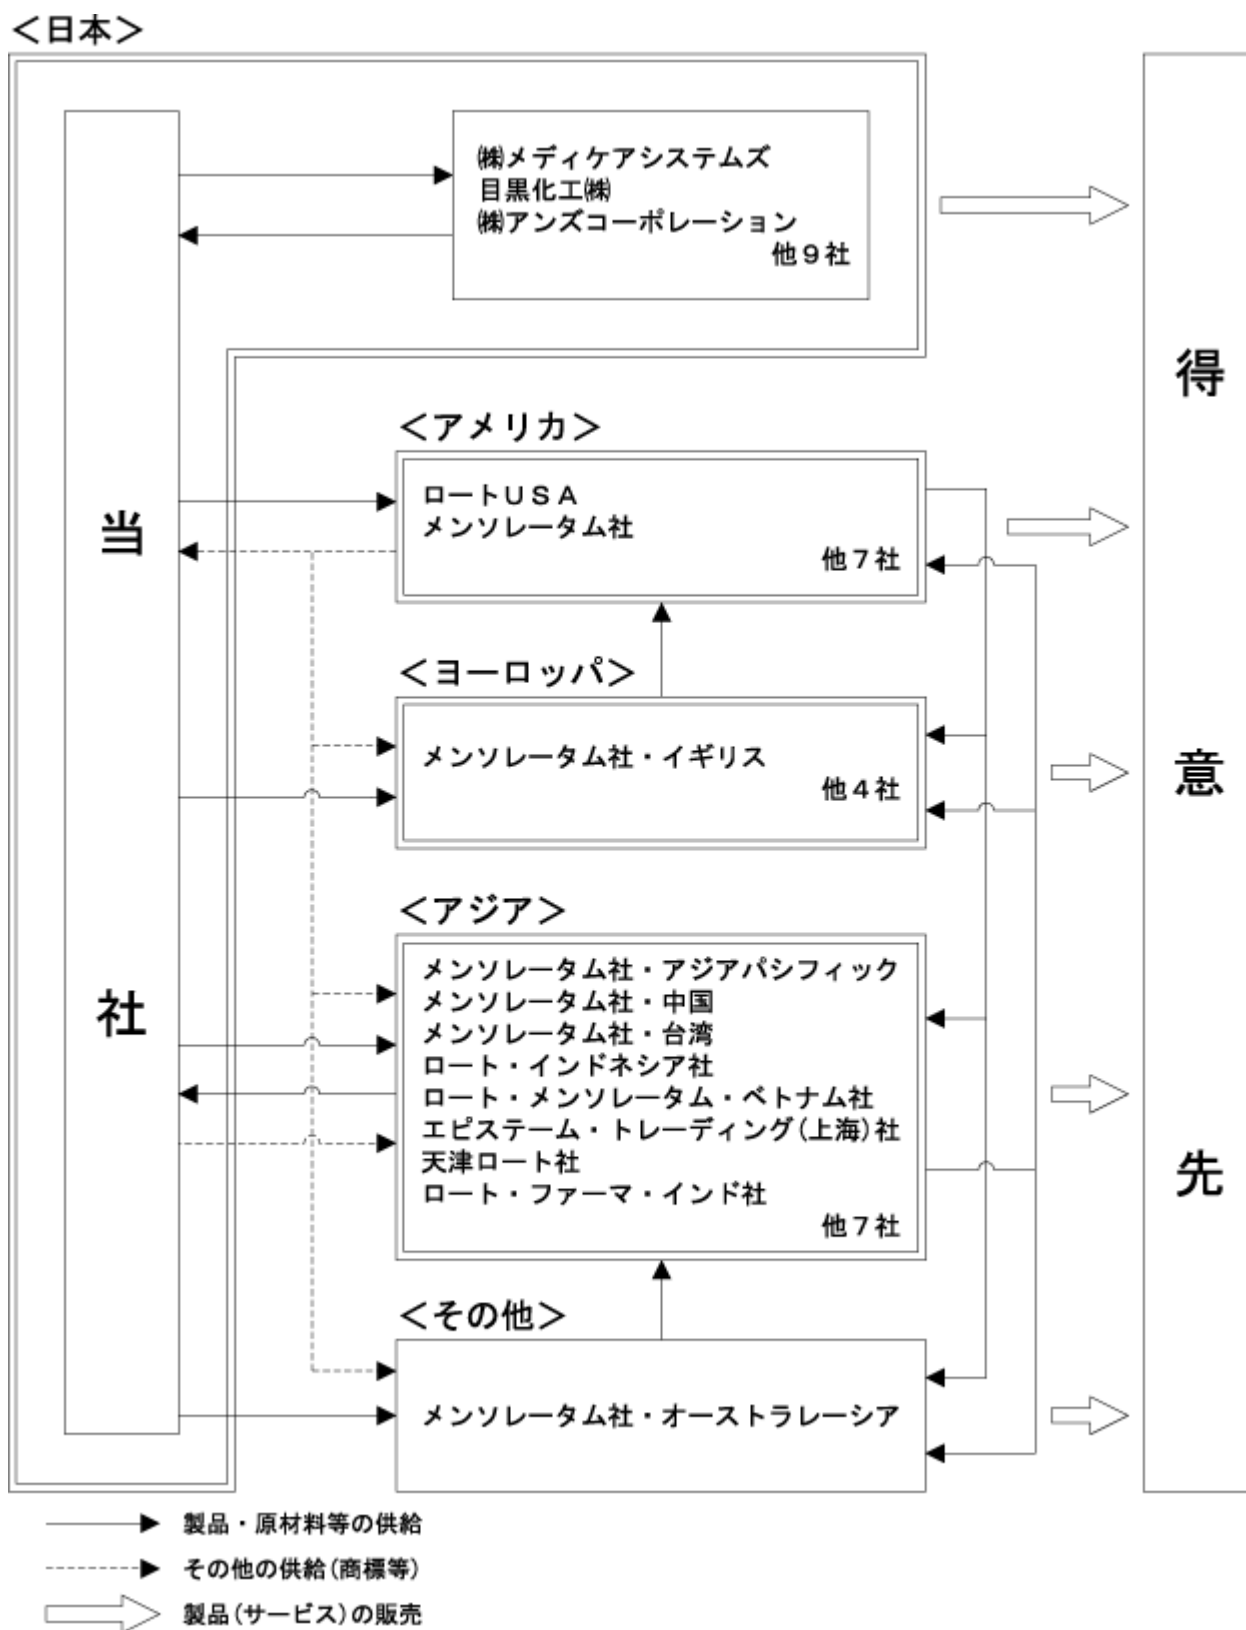 ＜日本＞
㈱メディケアシステムズ
目黒化工㈱
㈱アンズコーポレーション
他９社
当社
得意先
＜アメリカ＞
ロートＵＳＡ
メンソレータム社
他７社
＜ヨーロッパ＞
メンソレータム社・イギリス
他４社
＜アジア＞
メンソレータム社・アジアパシフィック
メンソレータム社・中国
メンソレータム社・台湾
ロート・インドネシア社
ロート・メンソレータム・ベトナム社
エピステーム・トレーディング(上海)社
天津ロート社
ロート・ファーマ・インド社
他７社
＜その他＞
メンソレータム社・オーストラレーシア
製品・原材料等の供給
その他の供給(商標等)
製品(サービス)の販売